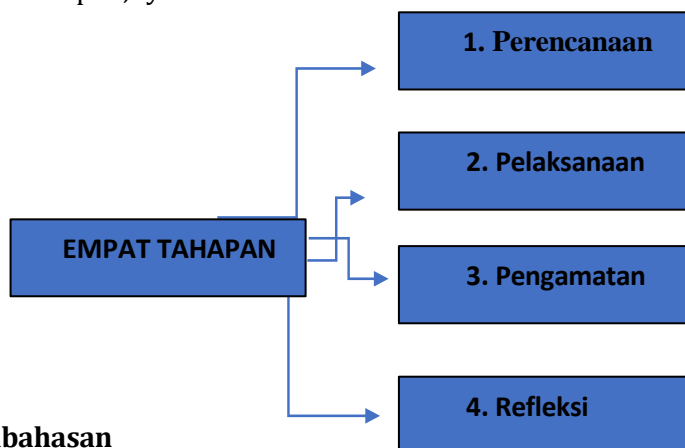 1. Perencanaan
2. Pelaksanaan
EMPAT TAHAPAN
3. Pengamatan
4. Refleksi
bahasan